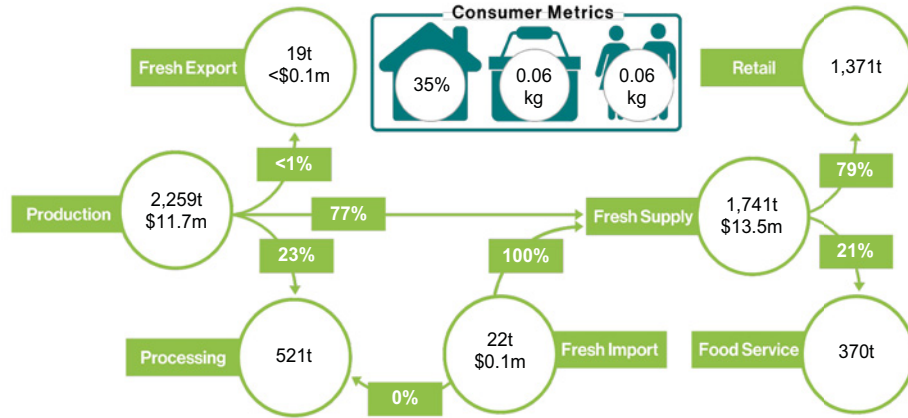 Consumer Metrics
Fresh Export
19t
<$0.1m
35%
0.06
kg
0.06
kg
Retail
1,371t
<1%
79%
Production
2,259t
$11.7m
77%
Fresh Supply
1,741t
$13.5m
23%
100%
21%
Processing
521t
22t
$0.1m
Fresh Import
Food Service
370t
0%